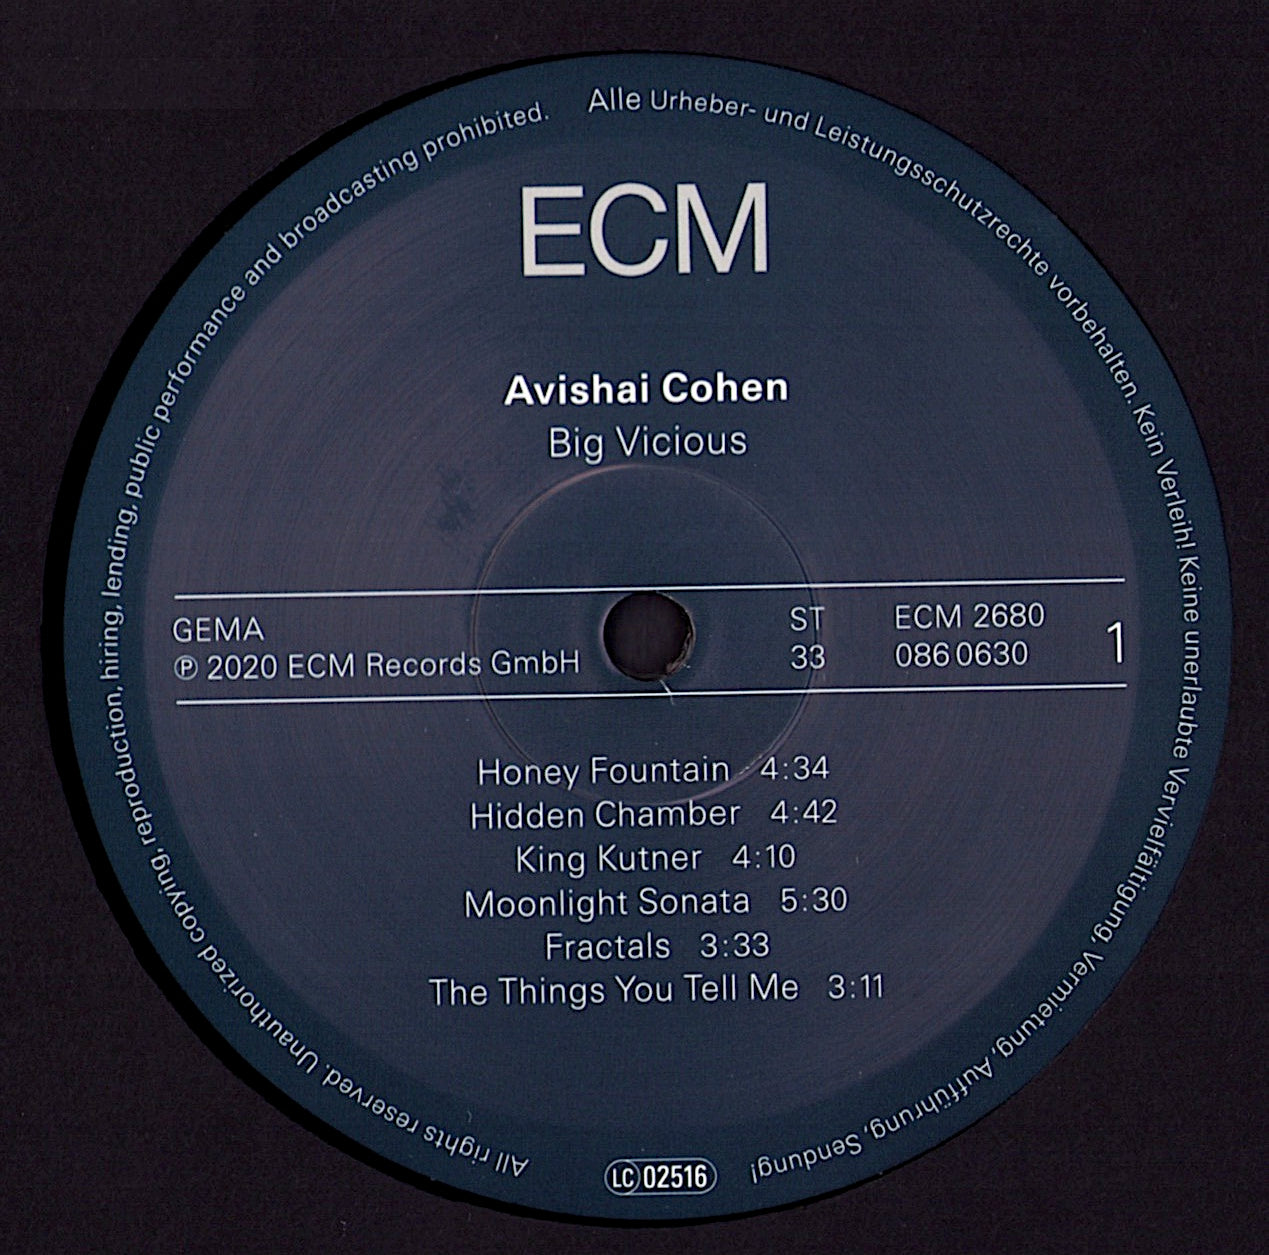 Alle Urheber- und Leistungsschutzrechte vorbehalten. Kein Verleih! Keine unerlaubte Vervielfältigung, Vermietung, Aufführung, Sendung!
ECM
Avishai Cohen
Big Vicious
GEMA
℗ 2020 ECM Records GmbH
ST
33
ECM 2680
086 0630
1
Honey Fountain 4:34
Hidden Chamber 4:42
King Kutner 4:10
Moonlight Sonata 5:30
Fractals 3:33
The Things You Tell Me 3:11
LC 02516
All rights reserved. Unauthorized copying, reproduction, hiring, lending, public performance and broadcasting prohibited.